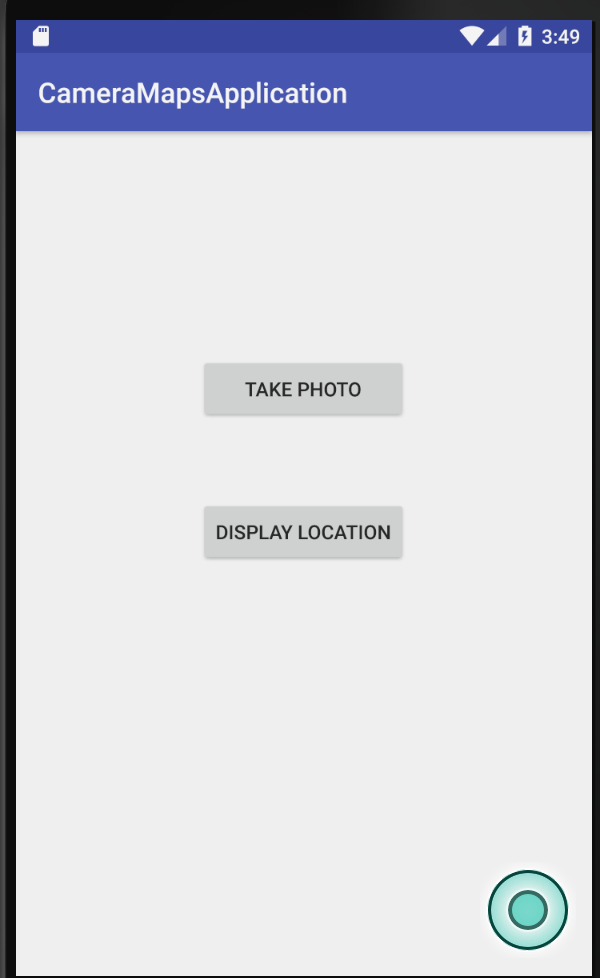 3:49
CameraMapsApplication
TAKE PHOTO
DISPLAY LOCATION